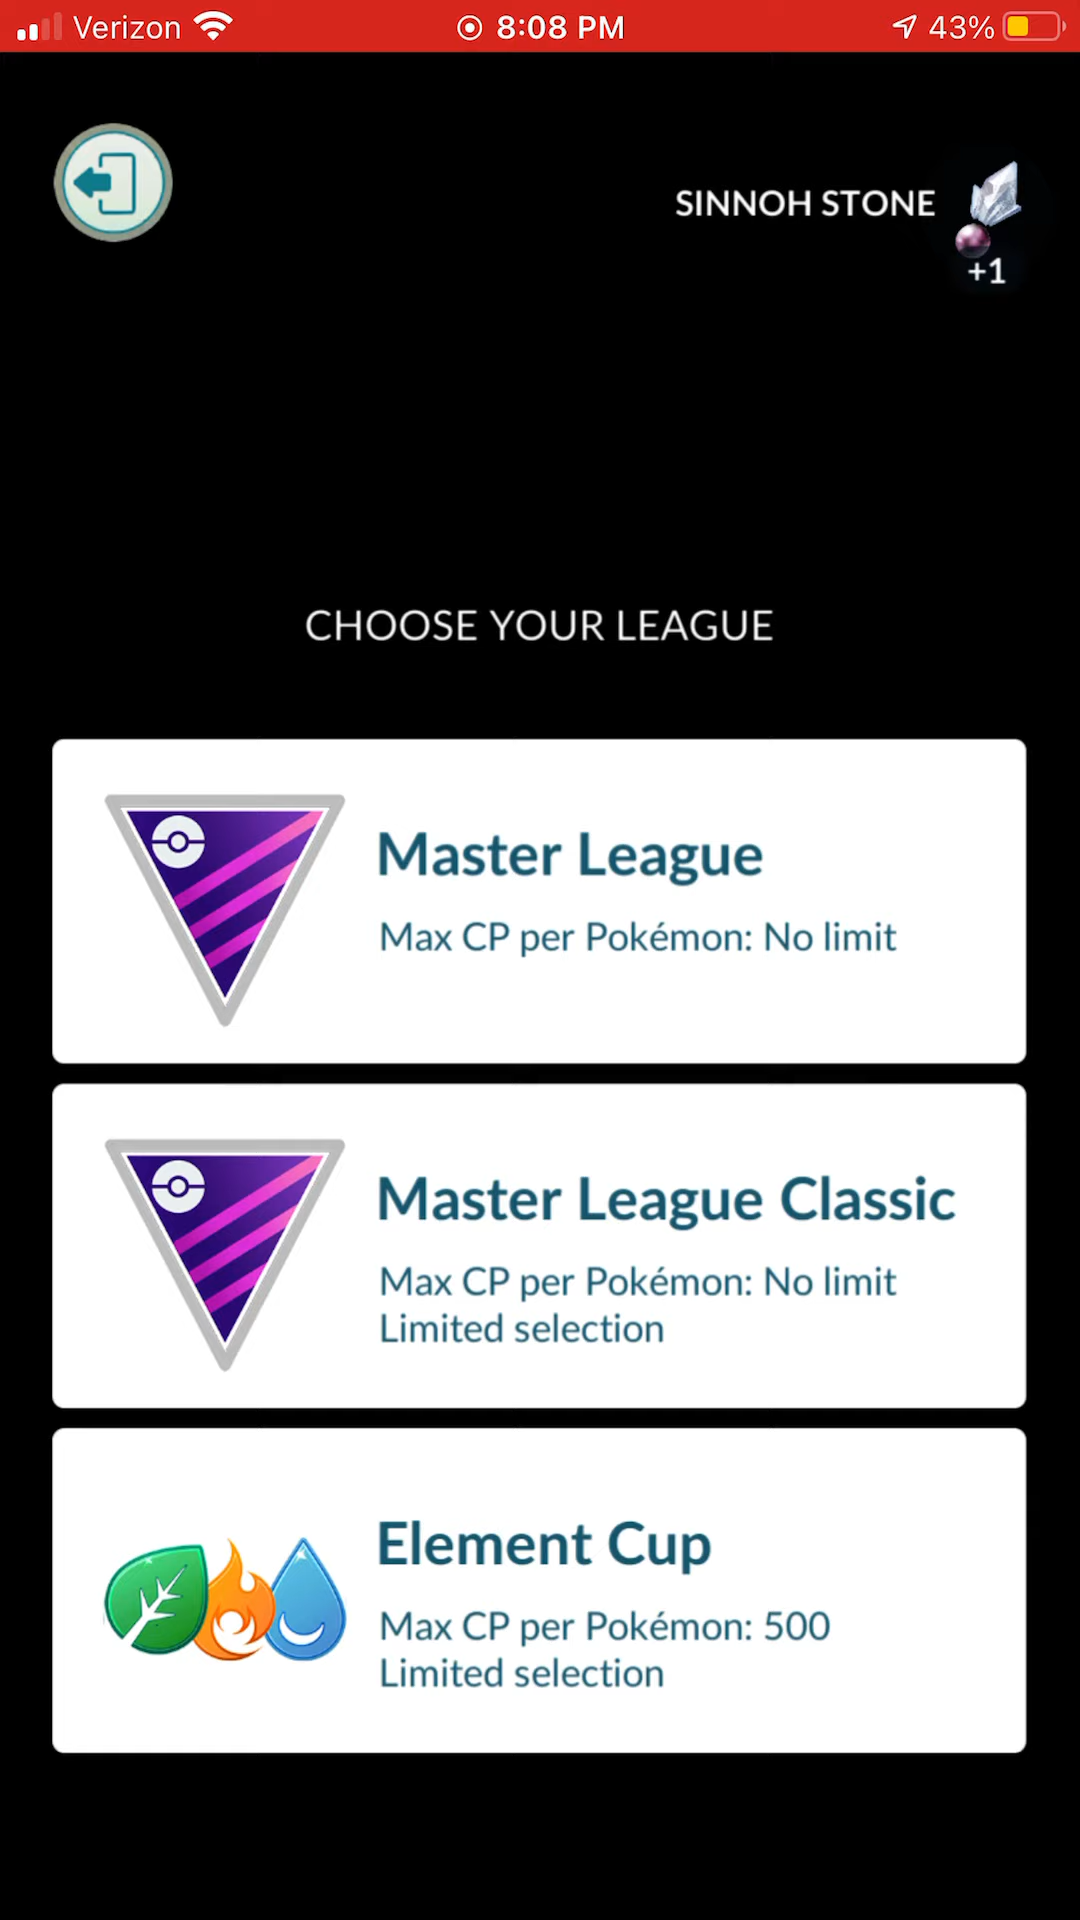 Verizon 8:08 PM 43%
SINNOH STONE
+1
CHOOSE YOUR LEAGUE
Master League
Max CP per Pokémon: No limit
Master League Classic
Max CP per Pokémon: No limit
Limited selection
Element Cup
Max CP per Pokémon: 500
Limited selection